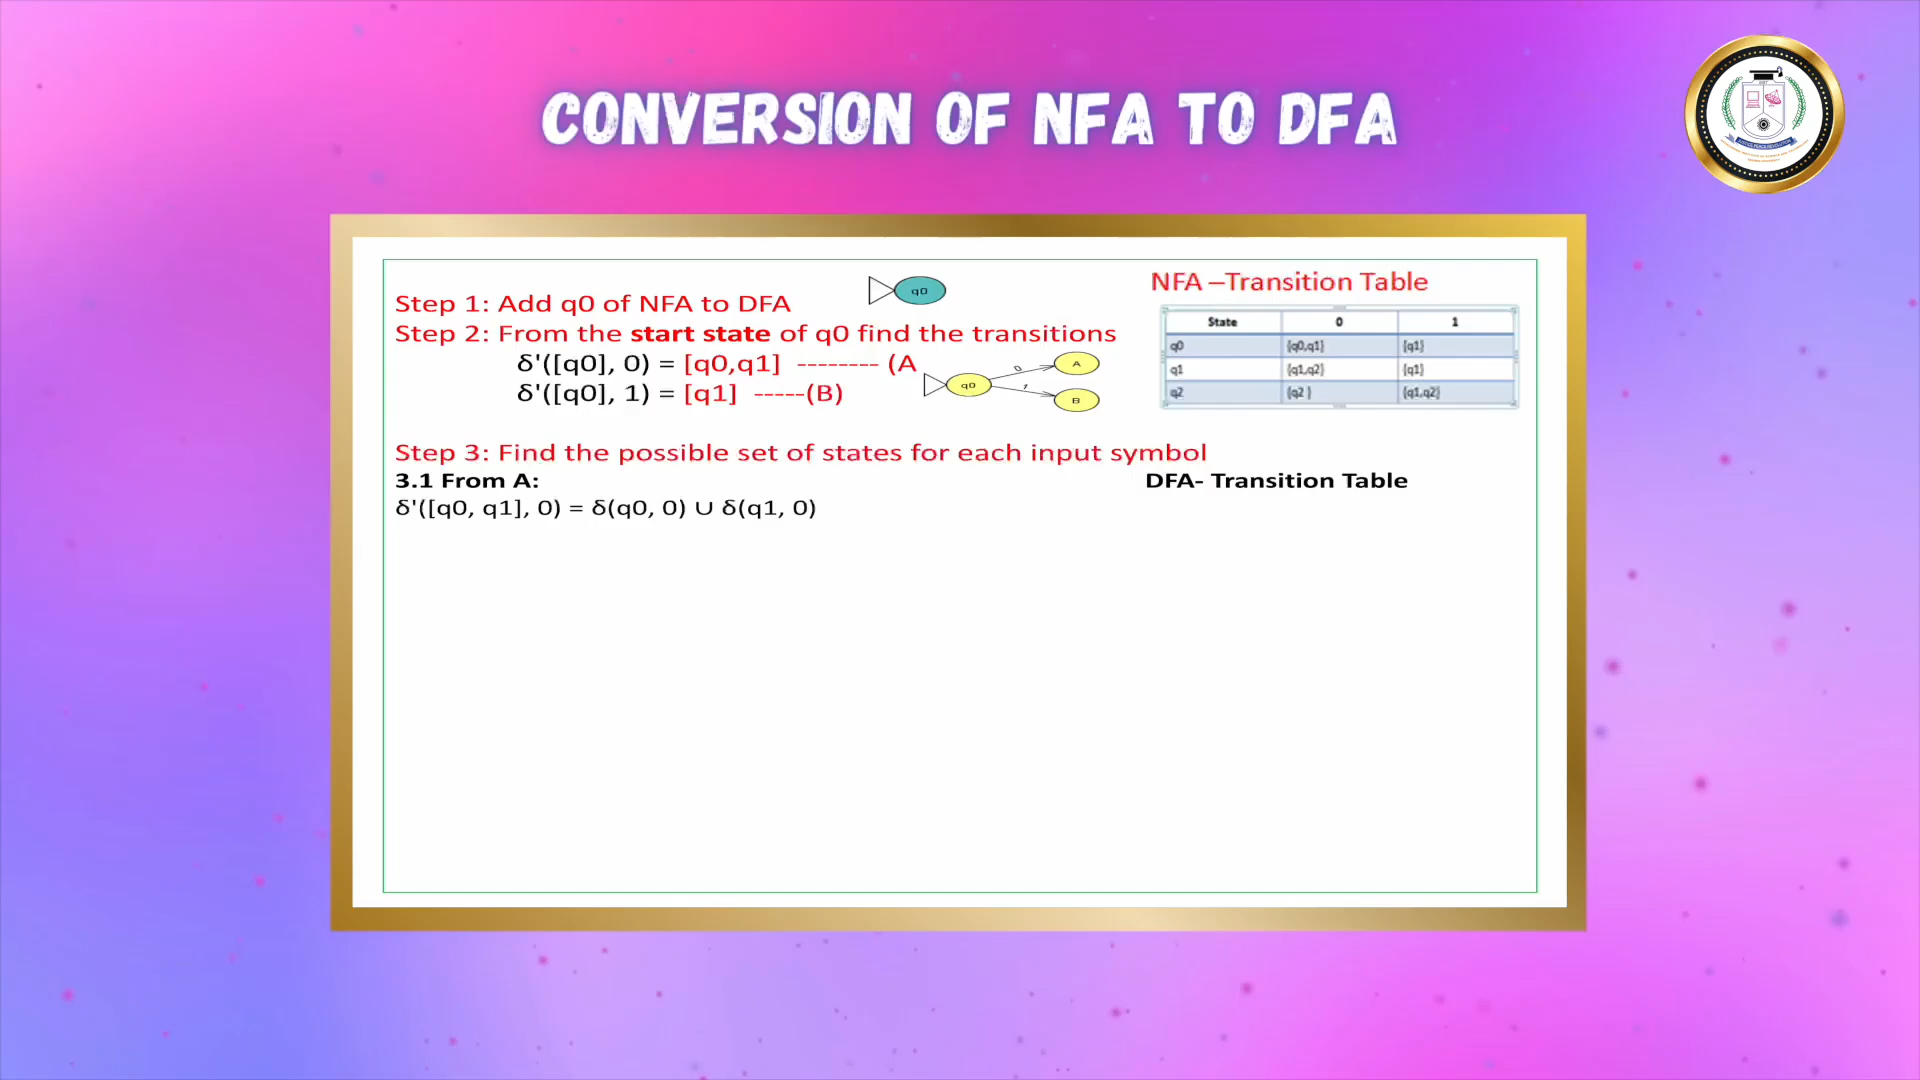 CONVERSION OF NFA TO DFA
q0
NFA –Transition Table
Step 1: Add q0 of NFA to DFA
Step 2: From the start state of q0 find the transitions
δ'([q0], 0) = [q0,q1] -------- (A
δ'([q0], 1) = [q1] -----(B)
q0 0 A
1 B
State 0 1
q0 {q0,q1} {q1}
q1 {q1,q2} {q1}
q2 {q2 } {q1,q2}
Step 3: Find the possible set of states for each input symbol
3.1 From A:
DFA- Transition Table
δ'([q0, q1], 0) = δ(q0, 0) ∪ δ(q1, 0)